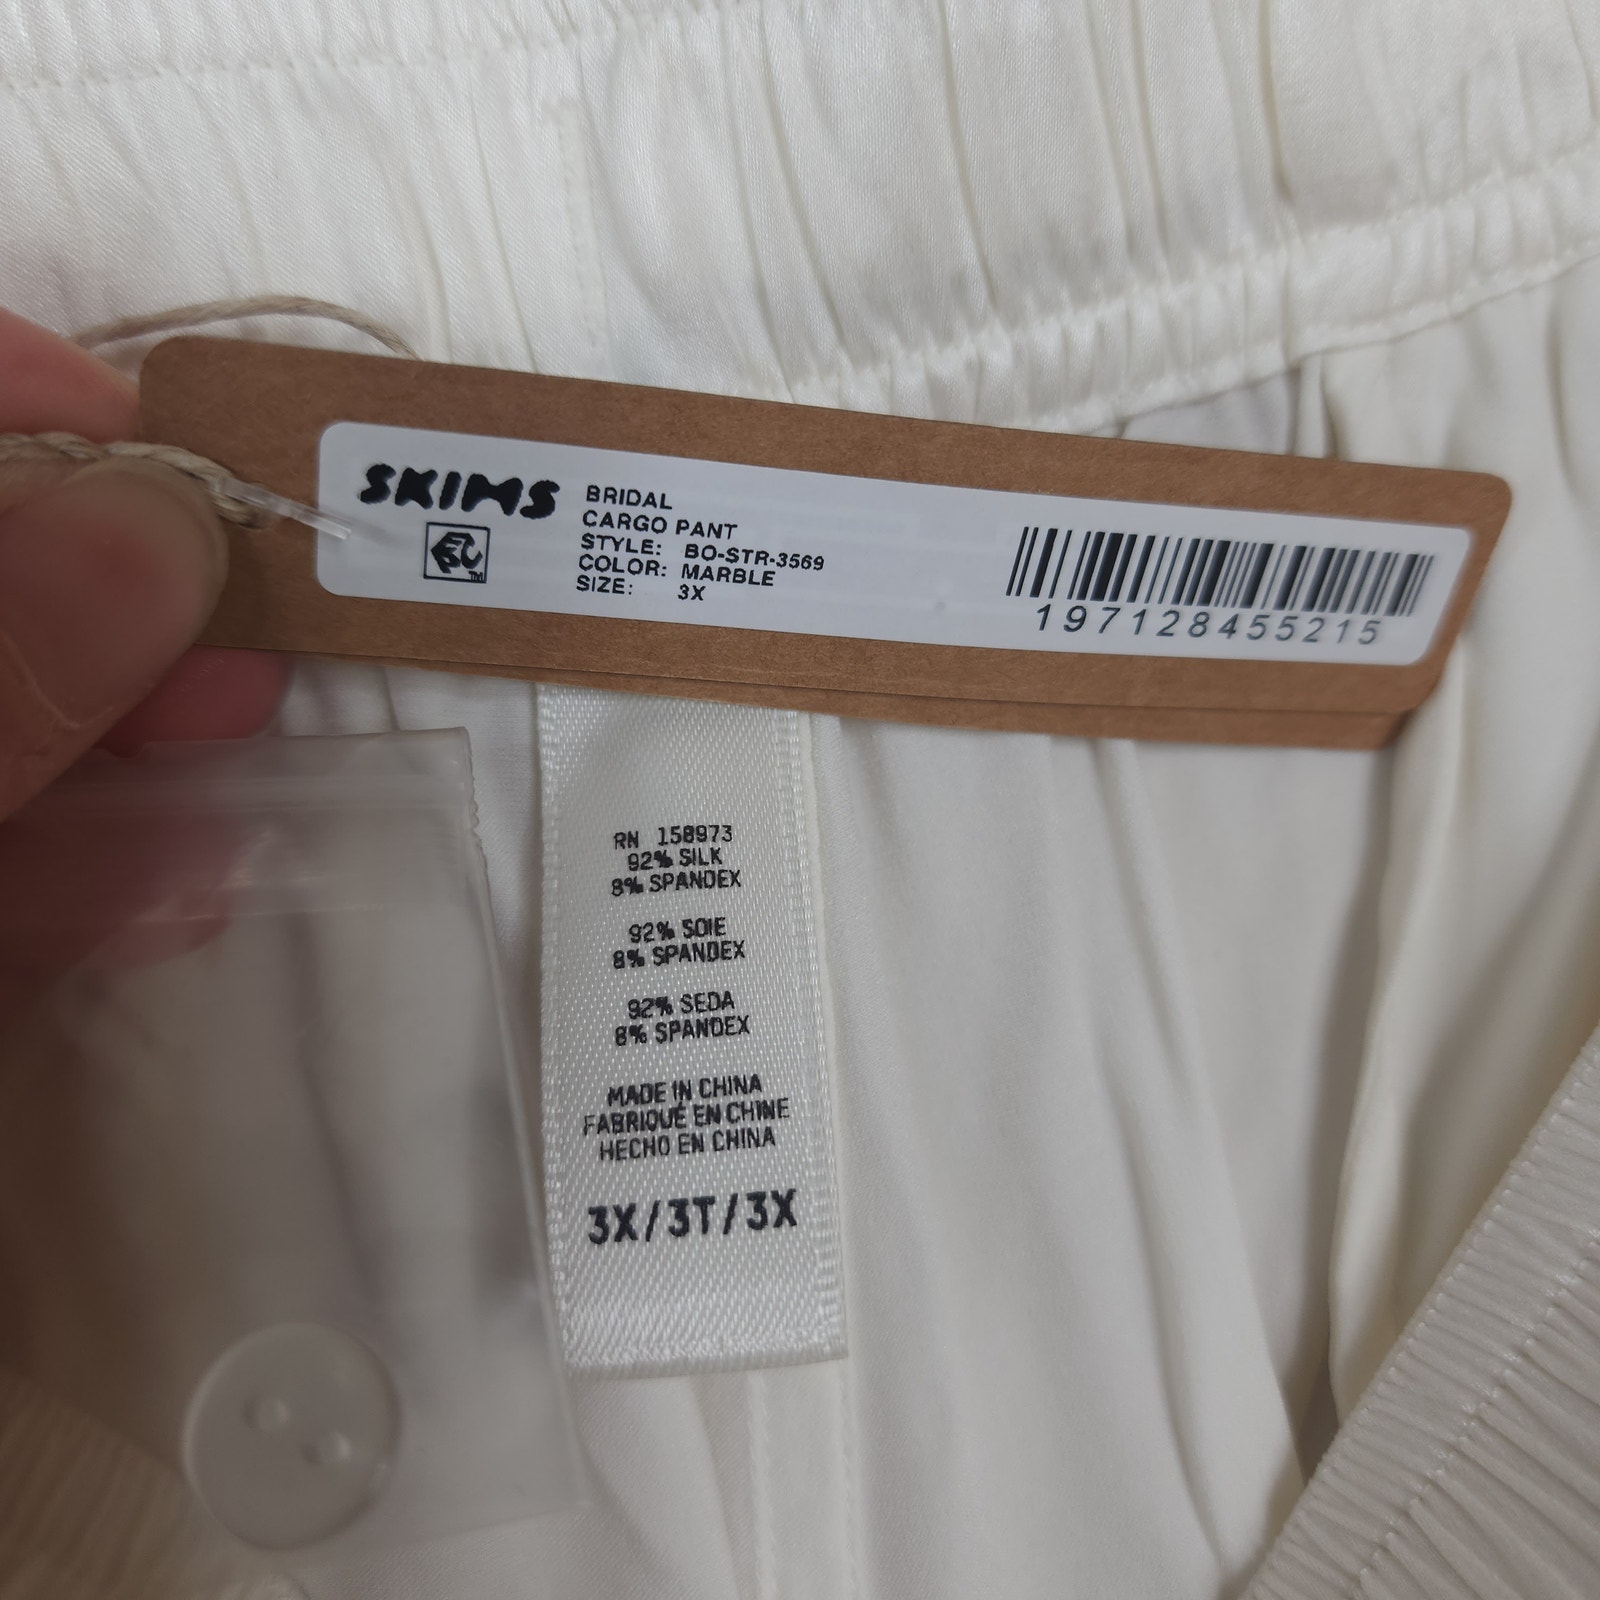 SKIMS
BRIDAL
CARGO PANT
STYLE: BO-STR-3569
COLOR: MARBLE
SIZE: 3X
197128455215
RN 158973
92% SILK
8% SPANDEX
92% SOIE
8% SPANDEX
92% SEDA
8% SPANDEX
MADE IN CHINA
FABRIQUÉ EN CHINE
HECHO EN CHINA
3X/3T/3X